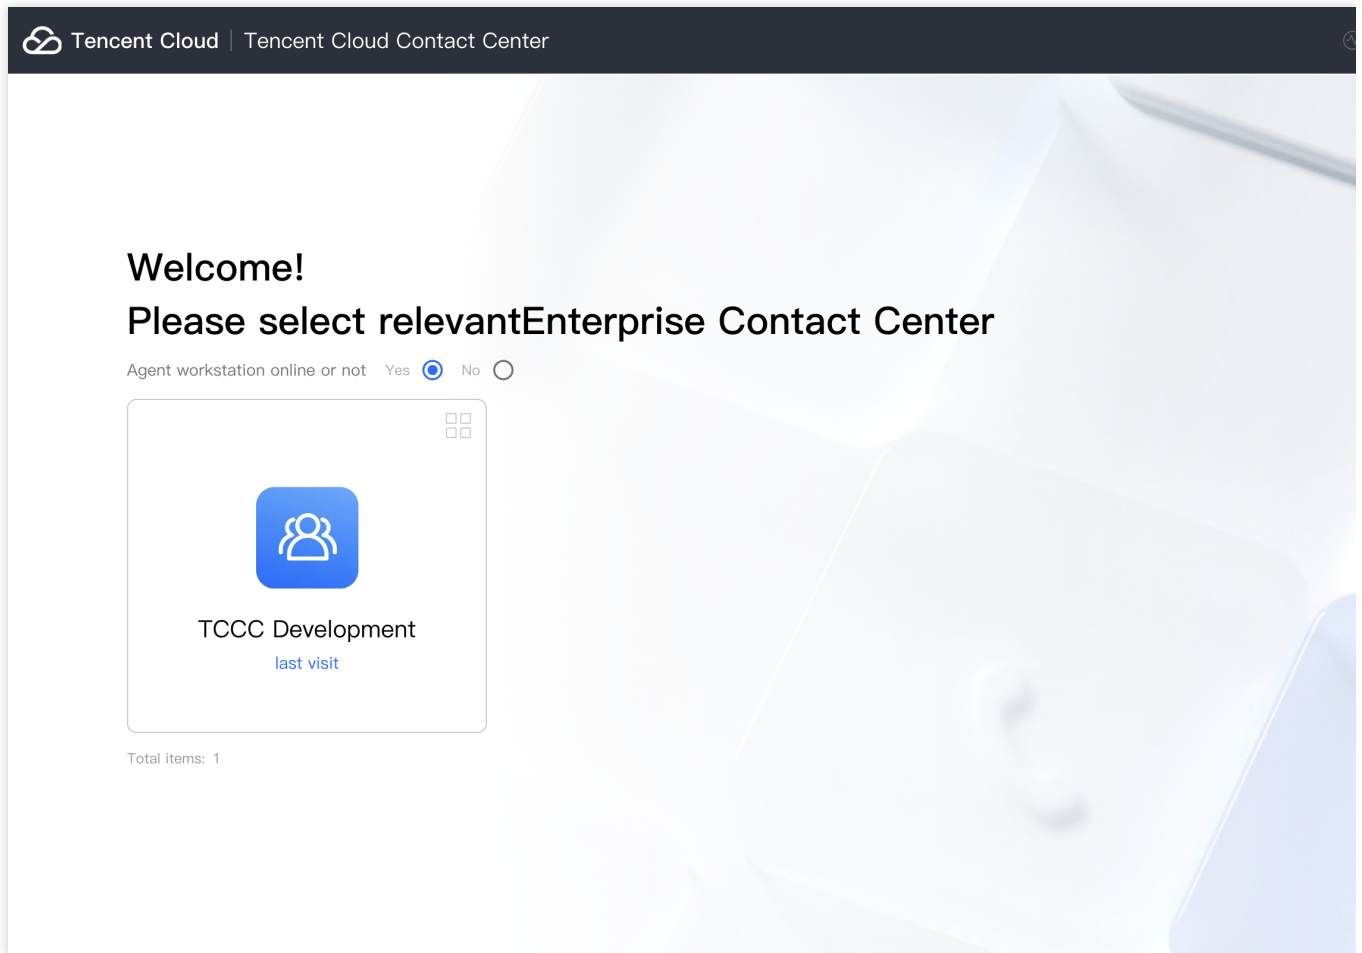 Tencent Cloud | Tencent Cloud Contact Center
Welcome!
Please select relevantEnterprise Contact Center
Agent workstation online or not Yes No
TCCC Development
last visit
Total items: 1